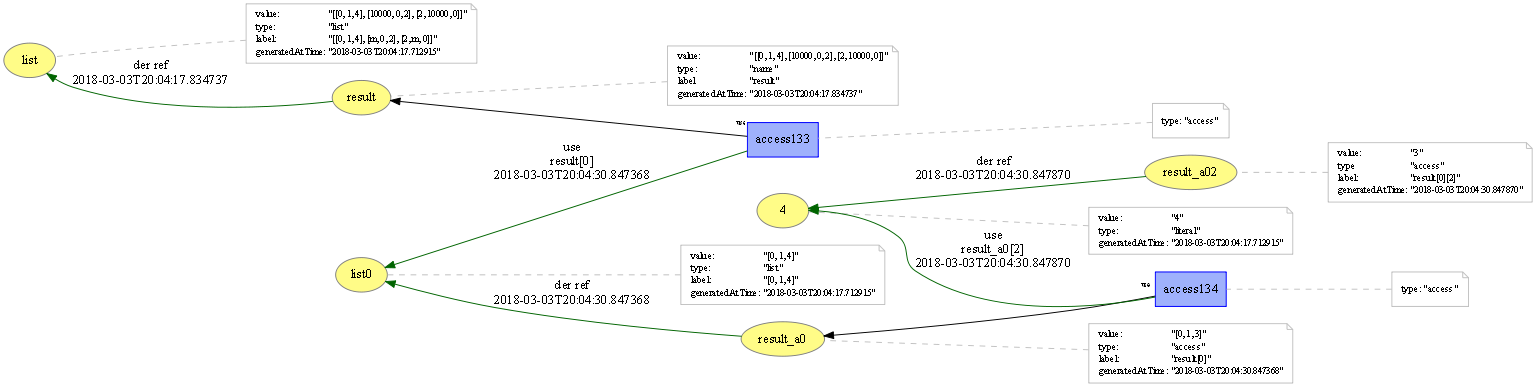 value: "[[0,1,4],[10000,0,2],[2,10000,0]]"
type: "list"
label: "[[0,1,4],[m,0,2],[2,m,0]]"
generatedAtTime: "2018-03-03T20:04:17.712915"
list
der ref
2018-03-03T20:04:17.834737
value: "[[0,1,4],[10000,0,2],[2,10000,0]]"
type: "name"
label "result"
generatedAtTime: "2018-03-03T20:04:17.834737"
result
use
access133
type: "access"
use
result[0]
2018-03-03T20:04:30.847368
der ref
2018-03-03T20:04:30.847870
result_a02
value: "3"
type "access"
label: "result[0][2]"
generatedAtTime: "2018-03-03T20:04:30.847870"
4
value: "4"
type: "literal"
generatedAtTime: "2018-03-03T20:04:17.712915"
use
result_a0[2]
2018-03-03T20:04:30.847870
list0
value: "[0,1,4]"
type: "list"
label: "[0,1,4]"
generatedAtTime: "2018-03-03T20:04:17.712915"
der ref
2018-03-03T20:04:30.847368
use
access134
type: "access"
result_a0
value: "[0,1,3]"
type: "access"
label: "result[0]"
generatedAtTime: "2018-03-03T20:04:30.847368"